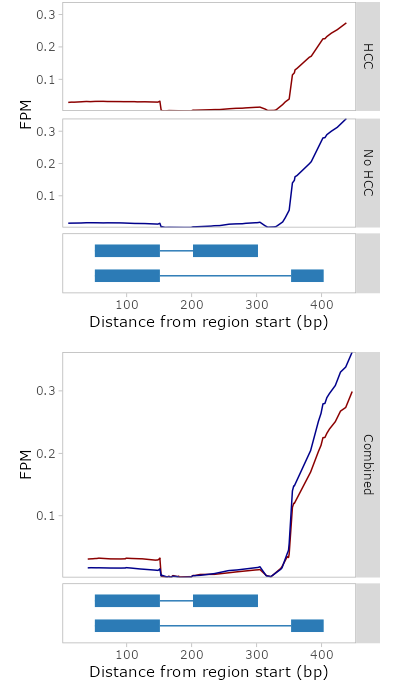 0.3
0.2
0.1
HCC
FPM
0.3
0.2
0.1
No HCC
100 200 300 400
Distance from region start (bp)
0.3
0.1
FPM
Combined
100 200 300 400
Distance from region start (bp)